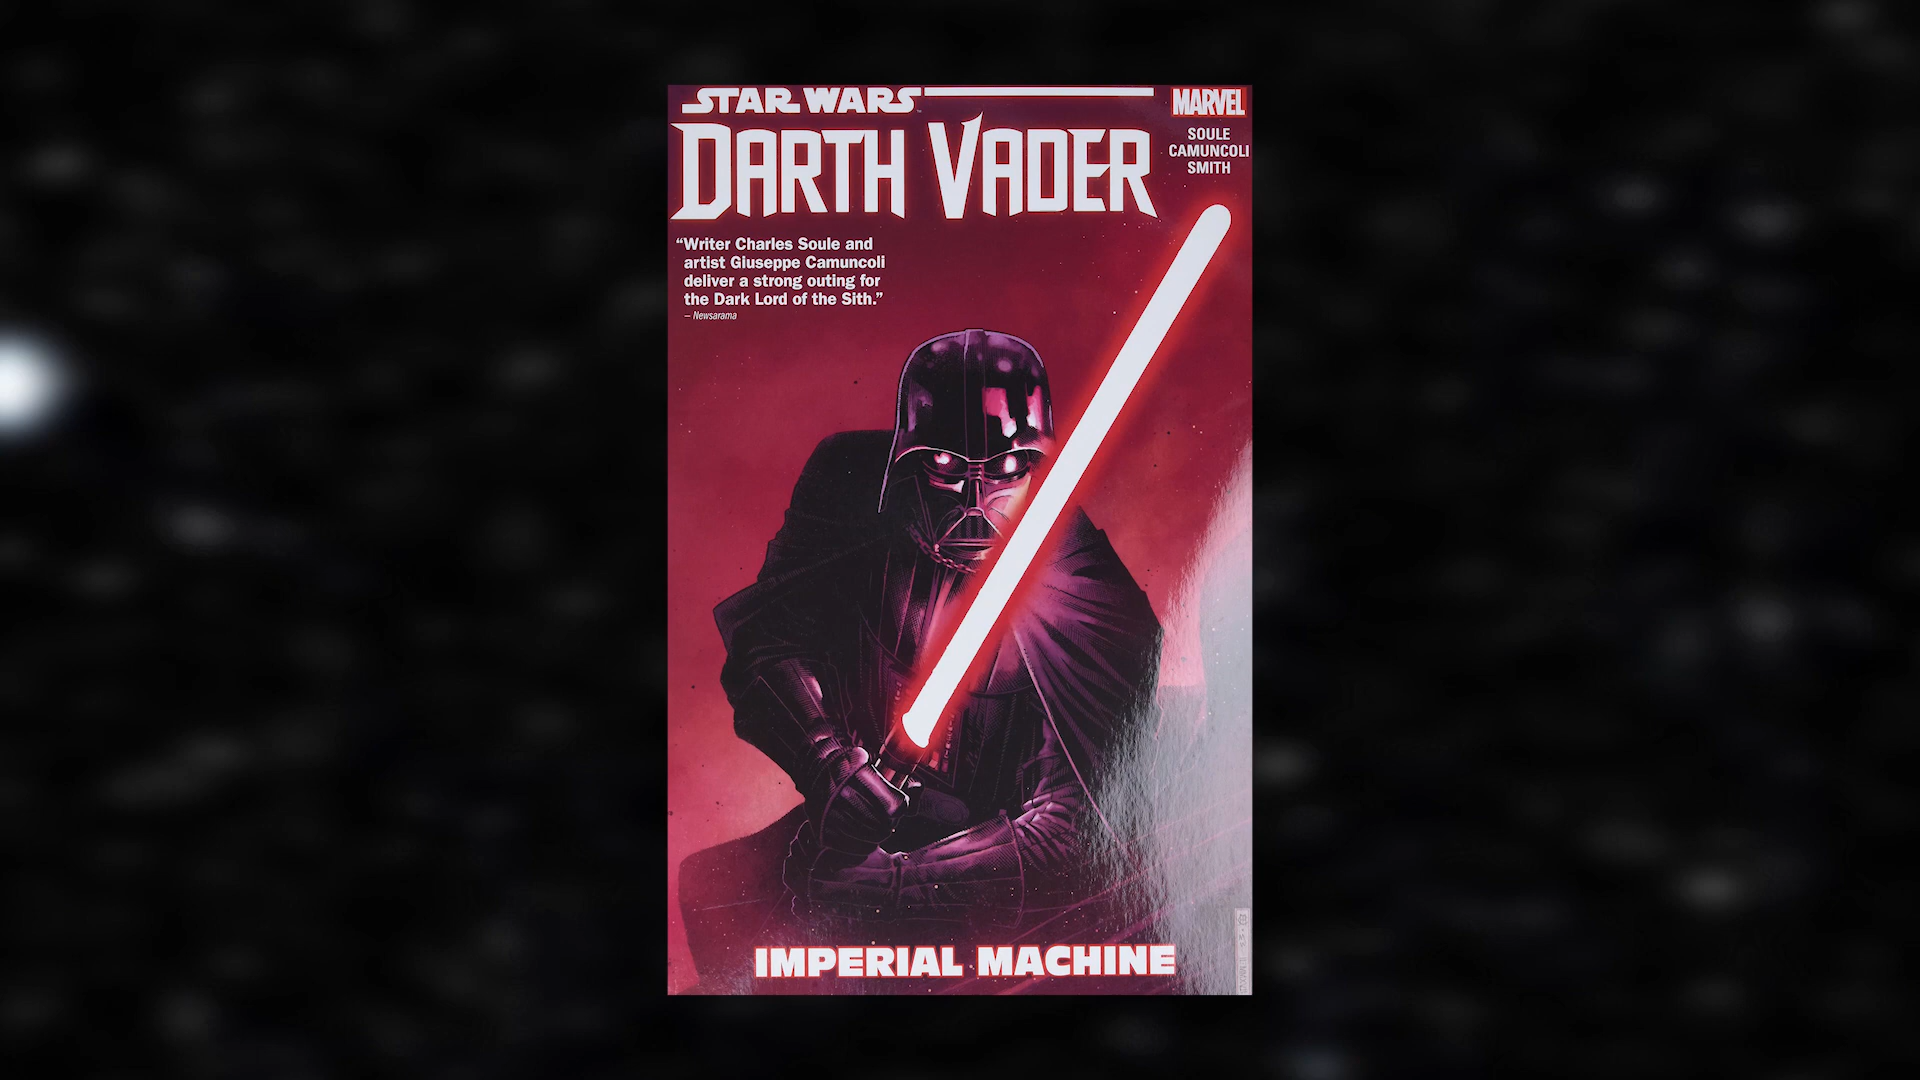 STAR WARS
DARTH VADER
MARVEL
SOULE
CAMUNCOLI
SMITH
“Writer Charles Soule and
artist Giuseppe Camuncoli
deliver a strong outing for
the Dark Lord of the Sith.”
– Newsarama
IMPERIAL MACHINE